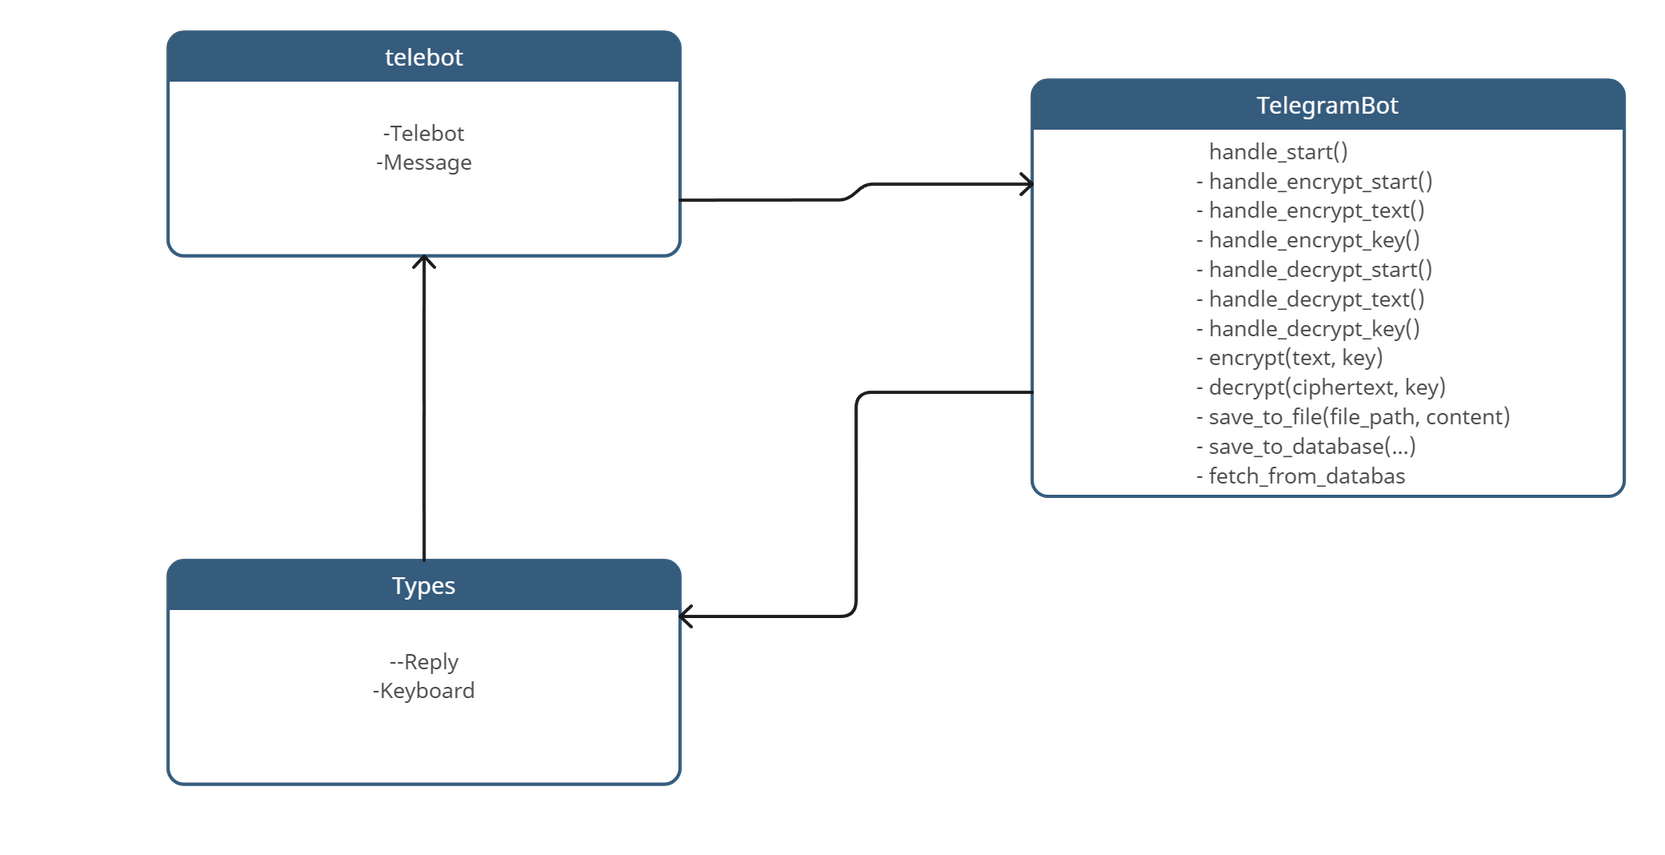 telebot
-Telebot
-Message
TelegramBot
handle_start()
- handle_encrypt_start()
- handle_encrypt_text()
- handle_encrypt_key()
- handle_decrypt_start()
- handle_decrypt_text()
- handle_decrypt_key()
- encrypt(text, key)
- decrypt(ciphertext, key)
- save_to_file(file_path, content)
- save_to_database(...)
- fetch_from_databas
Types
--Reply
-Keyboard